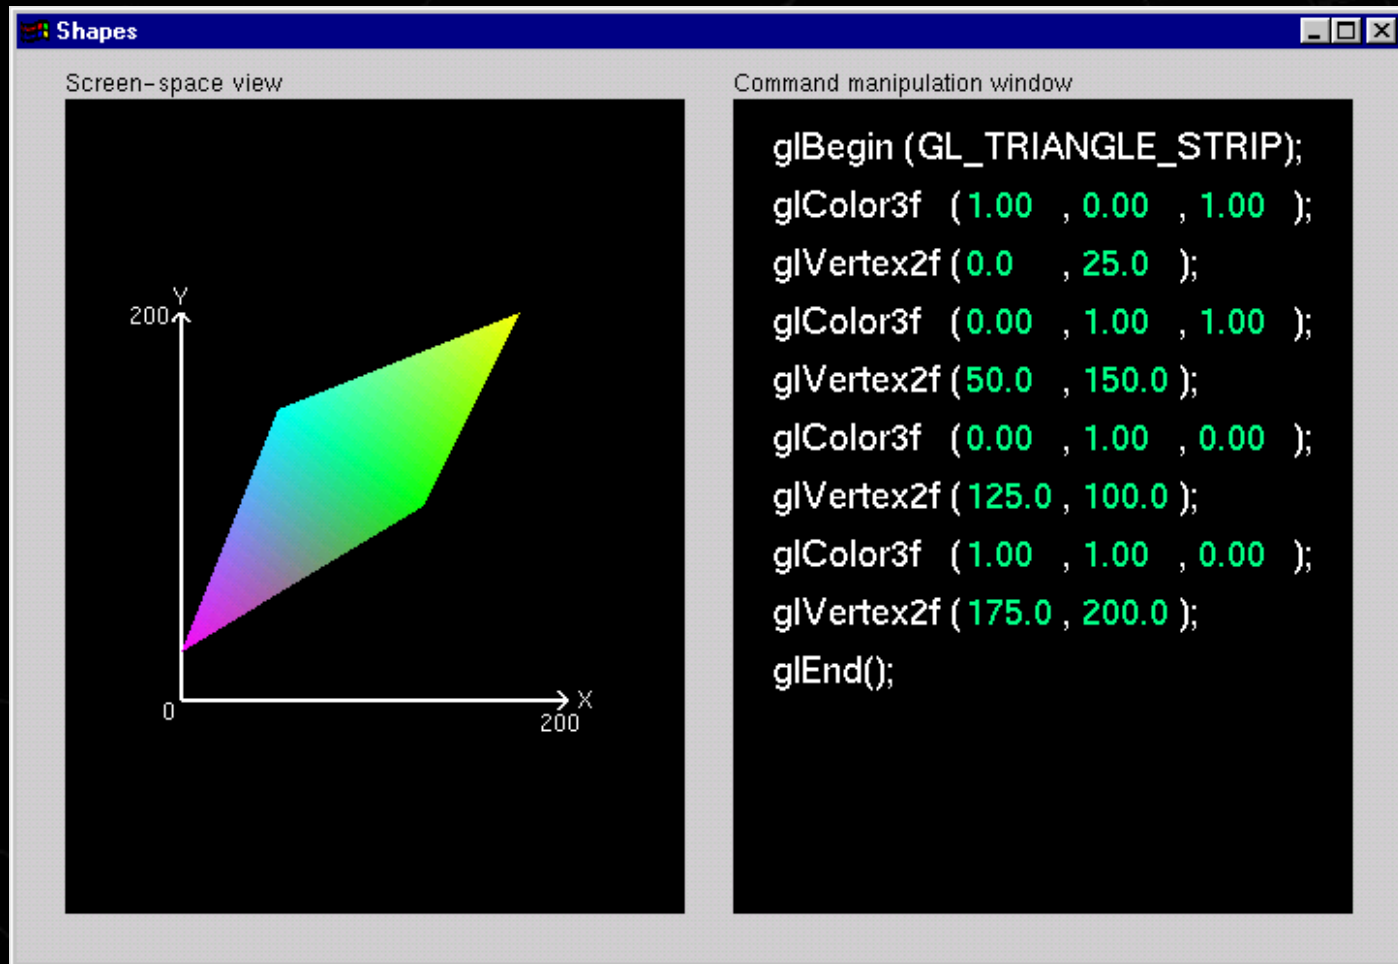 Shapes
Screen-space view
Y
200
0
X
200
Command manipulation window
glBegin (GL_TRIANGLE_STRIP);
glColor3f (1.00 , 0.00 , 1.00 );
glVertex2f (0.0 , 25.0 );
glColor3f (0.00 , 1.00 , 1.00 );
glVertex2f (50.0 , 150.0 );
glColor3f (0.00 , 1.00 , 0.00 );
glVertex2f (125.0 , 100.0 );
glColor3f (1.00 , 1.00 , 0.00 );
glVertex2f (175.0 , 200.0 );
glEnd();